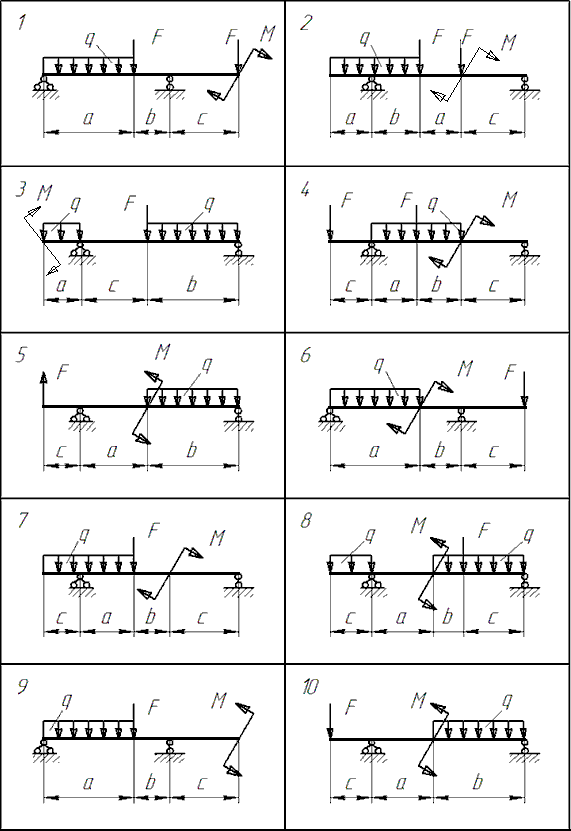 1
q F F M
a b c
2
q F F M
a b a c
3
M q F q
a c b
4
F F q M
c a b c
5
F M q
c a b
6
q M F
a b c
7
q F M
c a b c
8
q M F q
c a b c
9
q F M
a b c
10
F M q
c a b